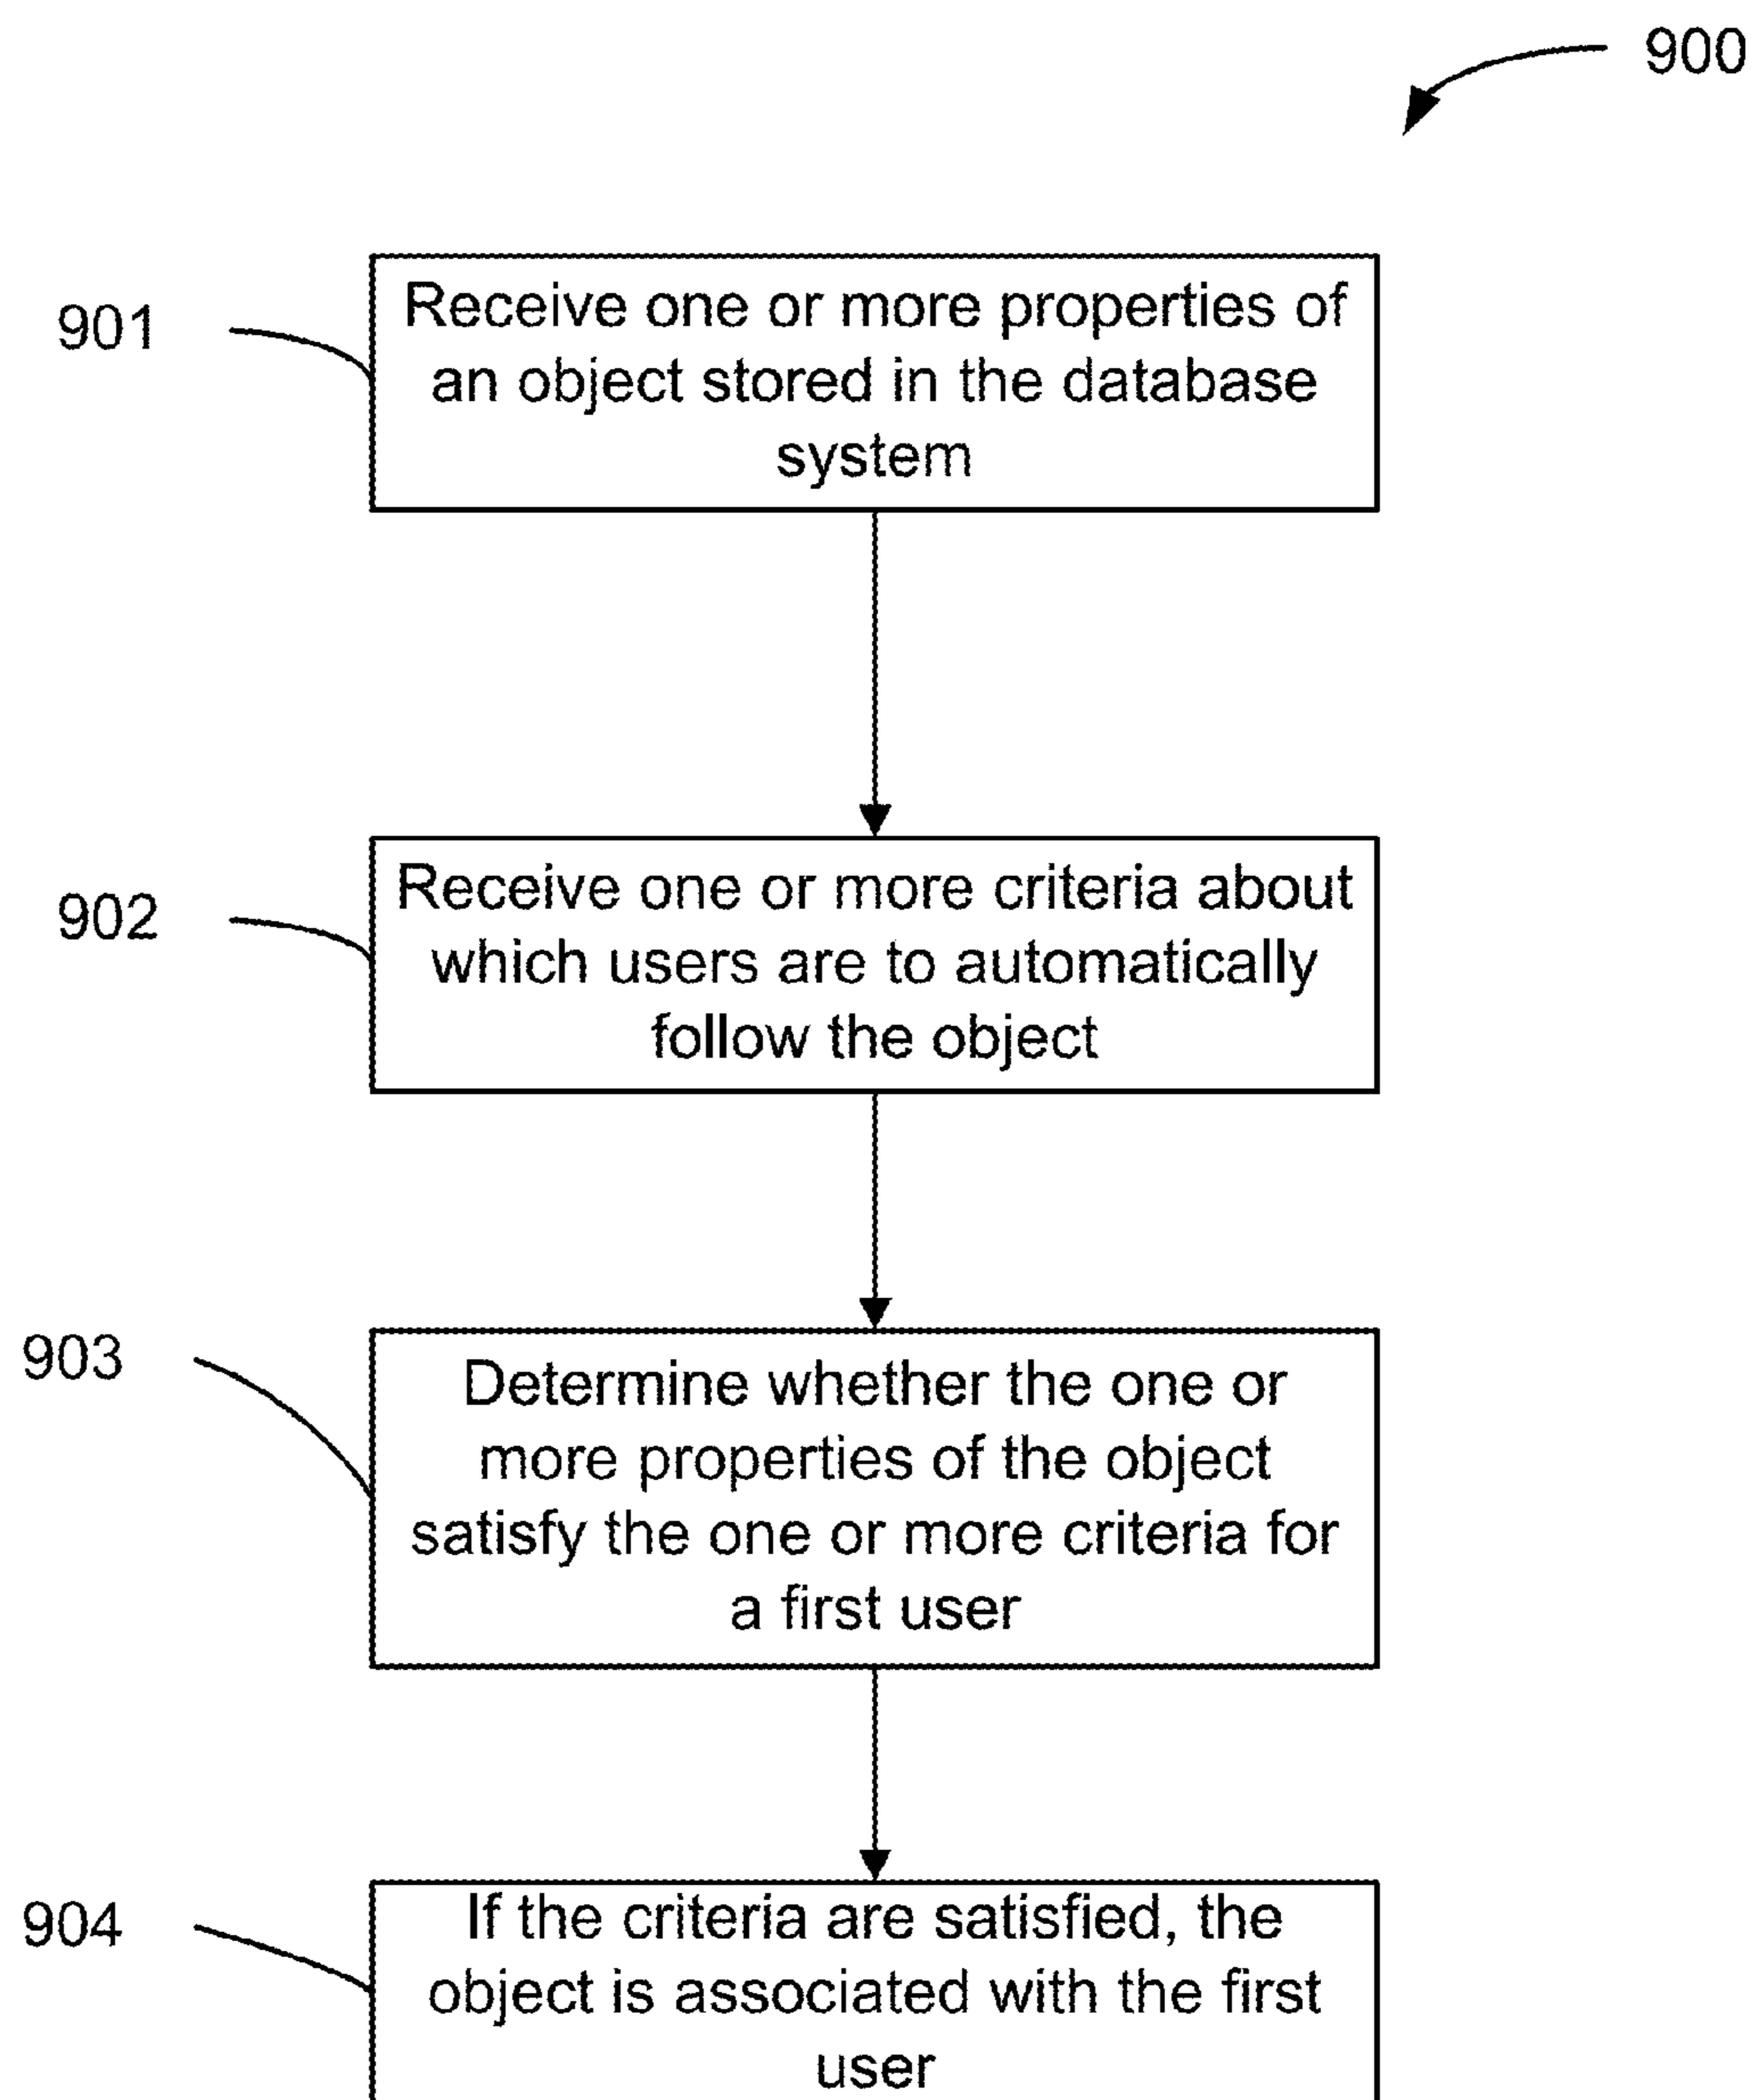 900
901
Receive one or more properties of
an object stored in the database
system
902
Receive one or more criteria about
which users are to automatically
follow the object
903
Determine whether the one or
more properties of the object
satisfy the one or more criteria for
a first user
904
If the criteria are satisfied, the
object is associated with the first
user